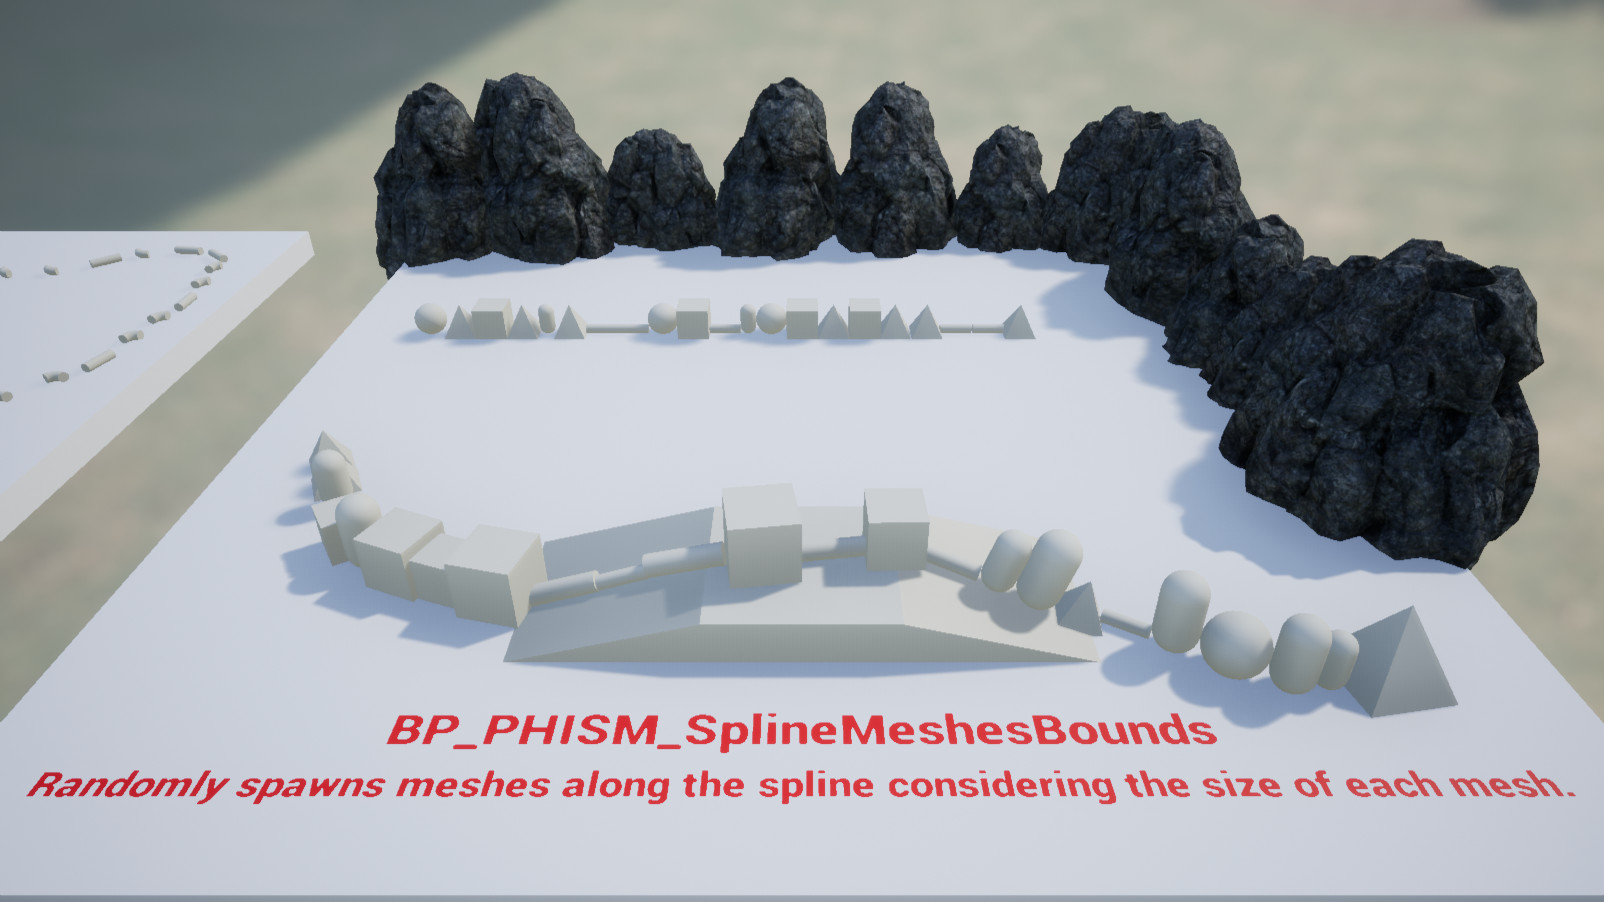 BP_PHISM_SplineMeshesBounds
Randomly spawns meshes along the spline considering the size of each mesh.